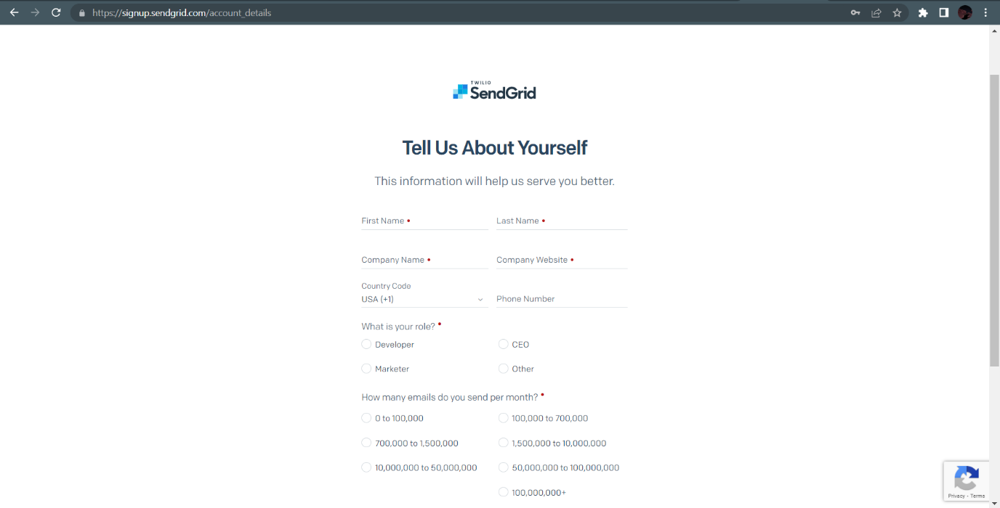 https://signup.sendgrid.com/account_details
TWILIO
SendGrid
Tell Us About Yourself
This information will help us serve you better.
First Name • Last Name •
Company Name • Company Website •
Country Code
USA (+1) Phone Number
What is your role? •
Developer CEO
Marketer Other
How many emails do you send per month? •
0 to 100,000 100,000 to 700,000
700,000 to 1,500,000 1,500,000 to 10,000,000
10,000,000 to 50,000,000 50,000,000 to 100,000,000
100,000,000+
Privacy - Terms